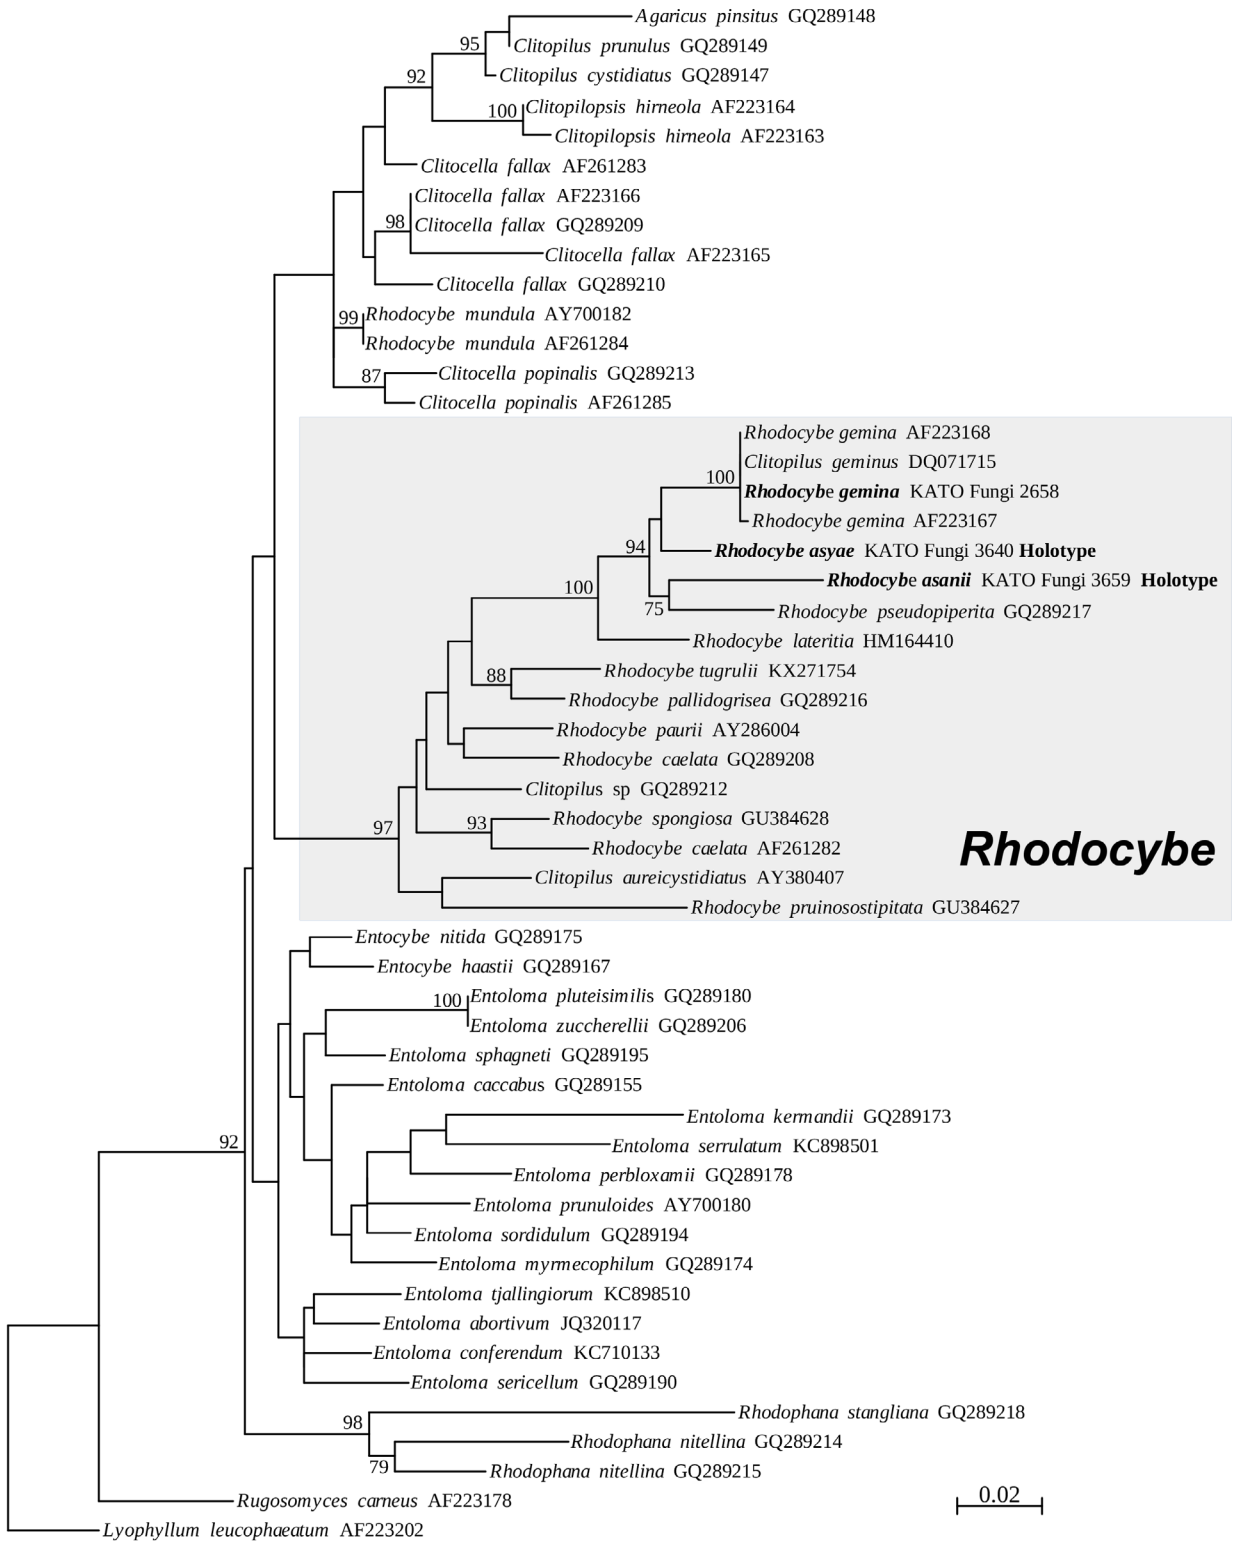 Agaricus pinsitus GQ289148
95 Clitopilus prunulus GQ289149
92 Clitopilus cystidiatus GQ289147
100 Clitopilopsis hirneola AF223164
Clitopilopsis hirneola AF223163
Clitocella fallax AF261283
Clitocella fallax AF223166
98 Clitocella fallax GQ289209
Clitocella fallax AF223165
Clitocella fallax GQ289210
99 Rhodocybe mundula AY700182
Rhodocybe mundula AF261284
87 Clitocella popinalis GQ289213
Clitocella popinalis AF261285
Rhodocybe gemina AF223168
Clitopilus geminus DQ071715
100 Rhodocybe gemina KATO Fungi 2658
Rhodocybe gemina AF223167
94 Rhodocybe asyae KATO Fungi 3640 Holotype
100 Rhodocybe asanii KATO Fungi 3659 Holotype
75 Rhodocybe pseudopiperita GQ289217
Rhodocybe lateritia HM164410
88 Rhodocybe tugrulii KX271754
Rhodocybe pallidogrisea GQ289216
Rhodocybe paurii AY286004
Rhodocybe caelata GQ289208
Clitopilus sp GQ289212
97 93 Rhodocybe spongiosa GU384628
Rhodocybe caelata AF261282 Rhodocybe
Clitopilus aureicystidiatus AY380407
Rhodocybe pruinosostipitata GU384627
Entocybe nitida GQ289175
Entocybe haastii GQ289167
100 Entoloma pluteisimilis GQ289180
Entoloma zuccherellii GQ289206
Entoloma sphagneti GQ289195
Entoloma caccabus GQ289155
Entoloma kermandii GQ289173
92 Entoloma serrulatum KC898501
Entoloma perbloxamii GQ289178
Entoloma prunuloides AY700180
Entoloma sordidulum GQ289194
Entoloma myrmecophilum GQ289174
Entoloma tjallingiorum KC898510
Entoloma abortivum JQ320117
Entoloma conferendum KC710133
Entoloma sericellum GQ289190
98 Rhodophana stangliana GQ289218
Rhodophana nitellina GQ289214
79 Rhodophana nitellina GQ289215
Rugosomyces carneus AF223178 0.02
Lyophyllum leucophaeatum AF223202